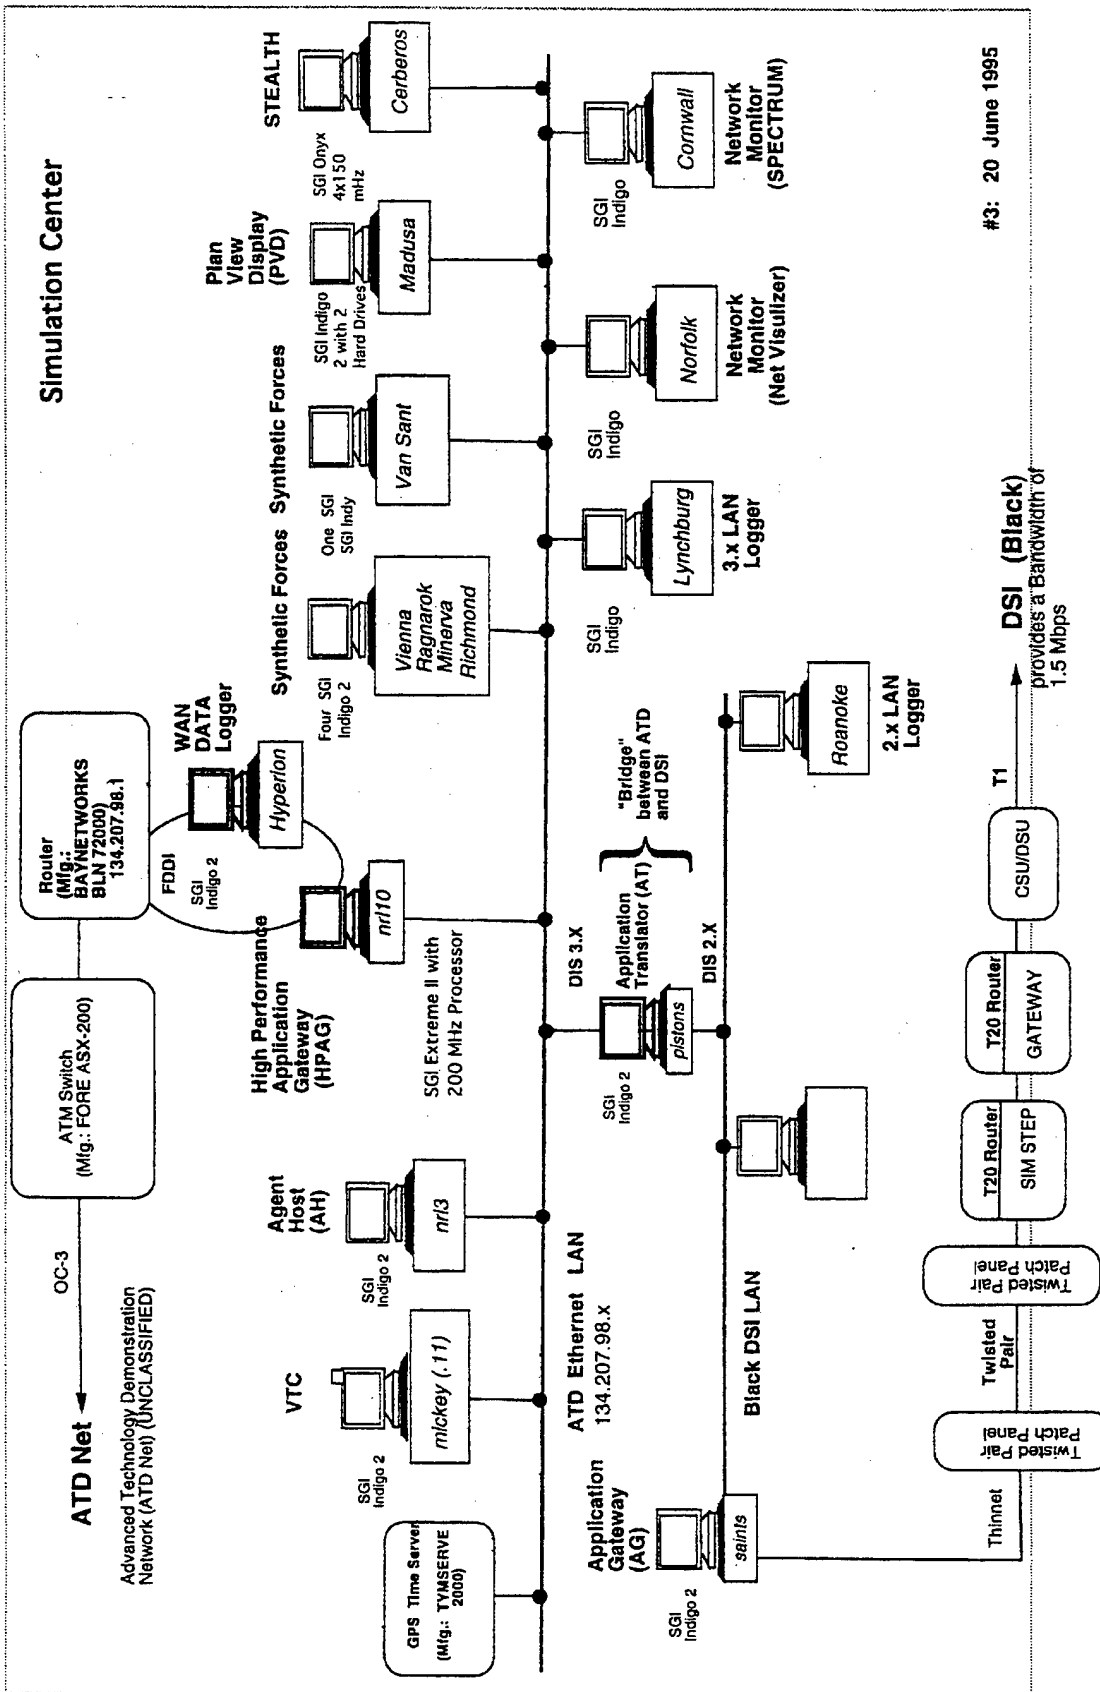 Simulation Center
ATD Net
Advanced Technology Demonstration
Network (ATD Net) (UNCLASSIFIED)
OC-3
ATM Switch
(Mfg.: FORE ASX-200)
Router
(Mfg.:
BAYNETWORKS
BLN 72000)
134.207.98.1
FDDI
SGI
Indigo 2
WAN
DATA
Logger
Hyperion
High Performance
Application
Gateway
(HPAG)
nrl10
SGI Extreme II with
200 MHz Processor
GPS Time Server
(Mfg.: TYMSERVE
2000)
VTC
SGI
Indigo 2
mickey (.11)
Agent
Host
(AH)
SGI
Indigo 2
nrl3
Synthetic Forces
Four SGI
Indigo 2
Vienna
Ragnarok
Minerva
Richmond
Synthetic Forces
One SGI
SGI Indy
Van Sant
Plan
View
Display
(PVD)
SGI Indigo
2 with 2
Hard Drives
Madusa
STEALTH
SGI Onyx
4x150
mHz
Cerberos
ATD Ethernet LAN
134.207.98.X
DIS 3.X
Application
Translator (AT)
"Bridge"
between ATD
and DSI
SGI
Indigo 2
pistons
DIS 2.X
SGI
Indigo
Lynchburg
3.x LAN
Logger
SGI
Indigo
Norfolk
Network
Monitor
(Net Visulizer)
SGI
Indigo
Cornwall
Network
Monitor
(SPECTRUM)
Application
Gateway
(AG)
SGI
Indigo 2
saints
Black DSI LAN
Roanoke
2.x LAN
Logger
Thinnet
Twisted Pair
Patch Panel
Twisted
Pair
Twisted Pair
Patch Panel
T20 Router
SIM STEP
T20 Router
GATEWAY
CSU/DSU
T1
DSI (Black)
provides a Bandwidth of
1.5 Mbps
#3: 20 June 1995